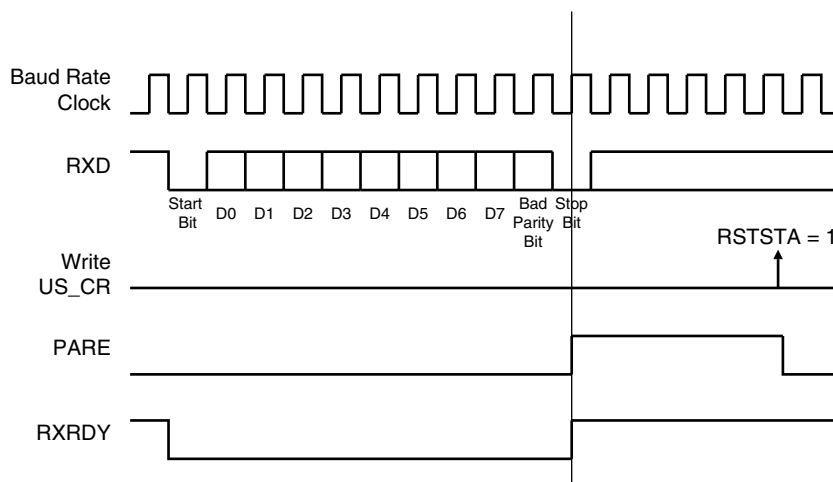 Baud Rate
Clock
RXD
Start
Bit
D0
D1
D2
D3
D4
D5
D6
D7
Bad
Parity
Bit
Stop
Bit
RSTSTA = 1
Write
US_CR
PARE
RXRDY